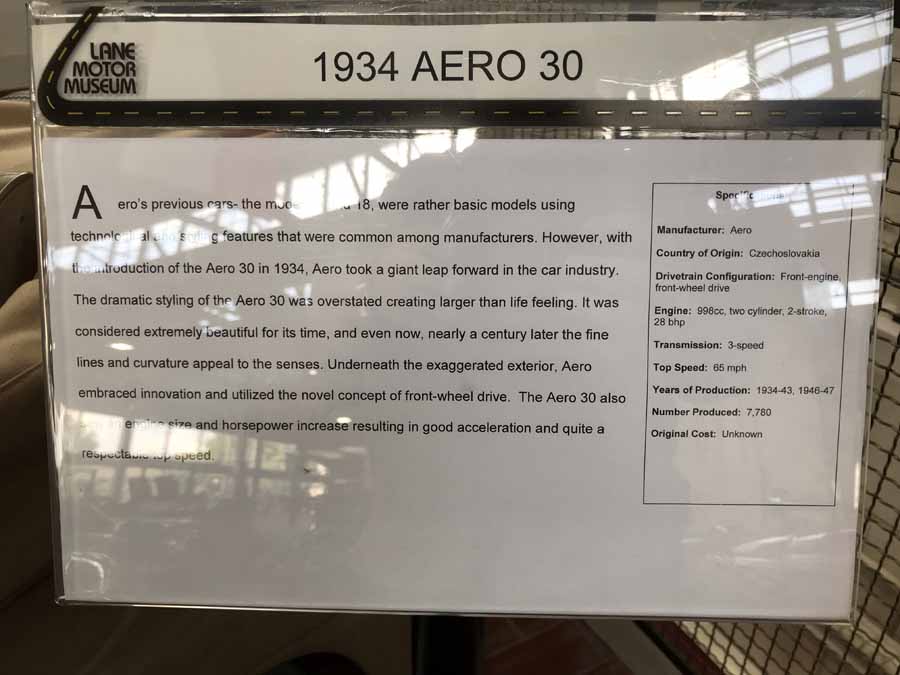 LANE
MOTOR
MUSEUM
1934 AERO 30
Aero's previous cars- the 18, were rather basic models using
styling features that were common among manufacturers. However, with
the introduction of the Aero 30 in 1934, Aero took a giant leap forward in the car industry.
The dramatic styling of the Aero 30 was overstated creating larger than life feeling. It was
considered extremely beautiful for its time, and even now, nearly a century later the fine
lines and curvature appeal to the senses. Underneath the exaggerated exterior, Aero
embraced innovation and utilized the novel concept of front-wheel drive. The Aero 30 also
engine size and horsepower increase resulting in good acceleration and quite a
respectable top speed.
Specifications
Manufacturer: Aero
Country of Origin: Czechoslovakia
Drivetrain Configuration: Front-engine,
front-wheel drive
Engine: 998cc, two cylinder, 2-stroke,
28 bhp
Transmission: 3-speed
Top Speed: 65 mph
Years of Production: 1934-43, 1946-47
Number Produced: 7,780
Original Cost: Unknown